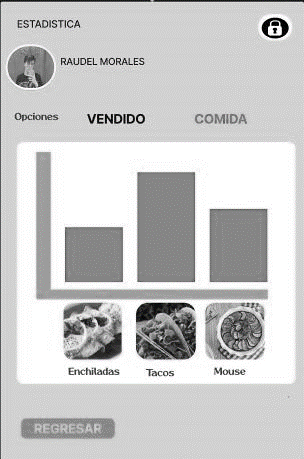 ESTADISTICA
RAUDEL MORALES
Opciones VENDIDO COMIDA
Enchiladas Tacos Mouse
REGRESAR